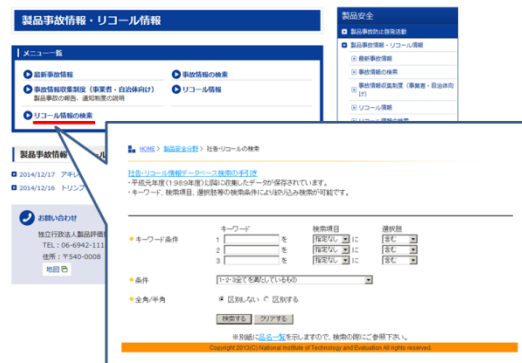 製品事故情報・リコール情報
メニュー一覧
最新事故情報
事故情報の検索
事故情報収集制度（事業者・自治体向け）
製品事故の報告、通知制度の説明
リコール情報
リコール情報の検索
製品安全
製品事故防止啓発活動
製品事故情報・リコール情報
最新事故情報
事故情報の検索
事故情報収集制度（事業者・自治体向け）
リコール情報
製品事故情報
2014/12/17 アキレ
2014/12/16 トリンプ
お問い合わせ
独立行政法人製品評価
TEL：06-6942-111
住所：〒540-0008
地図
HOME > 製品安全分野 > 社告・リコールの検索
社告・リコール情報データベース検索の手引き
・平成元年度(1989年度)以降に収集したデータが保存されています。
・キーワード、検索項目、選択肢等の検索条件により絞り込み検索が可能です。
キーワード 検索項目 選択肢
キーワード条件 1 を 指定なし に 含む
2 を 指定なし に 含む
3 を 指定なし に 含む
条件 1-2-3全てを満たしているもの
全角/半角 区別しない 区別する
検索する クリアする
※別紙に品名一覧を示しますので、検索の際にご参照下さい。
Copyright 2013(C) National Institute of Technology and Evaluation All rights reserved.